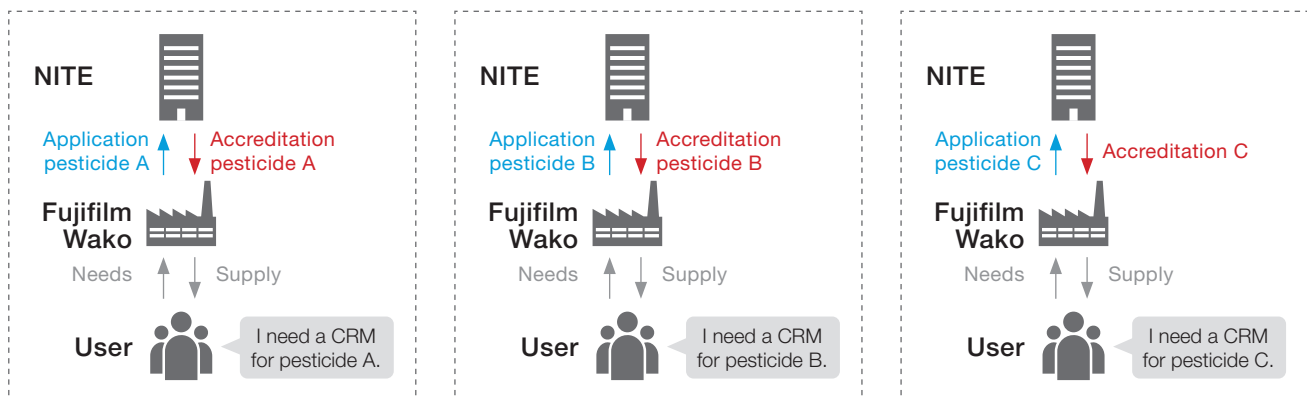 NITE
Application
pesticide A
Accreditation
pesticide A
Fujifilm
Wako
Needs
Supply
User
I need a CRM
for pesticide A.
NITE
Application
pesticide B
Accreditation
pesticide B
Fujifilm
Wako
Needs
Supply
User
I need a CRM
for pesticide B.
NITE
Application
pesticide C
Accreditation C
Fujifilm
Wako
Needs
Supply
User
I need a CRM
for pesticide C.